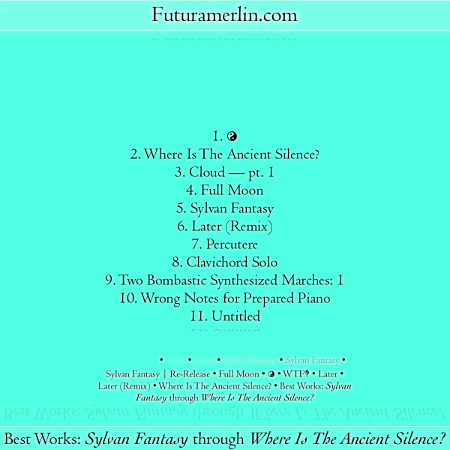 Futuramerlin.com
1. ☯
2. Where Is The Ancient Silence?
3. Cloud — pt. 1
4. Full Moon
5. Sylvan Fantasy
6. Later (Remix)
7. Percutere
8. Clavichord Solo
9. Two Bombastic Synthesized Marches: 1
10. Wrong Notes for Prepared Piano
11. Untitled
• • • • Sylvan Fantasy •
Sylvan Fantasy | Re-Release • Full Moon • ☯ • WTF‽ • Later •
Later (Remix) • Where Is The Ancient Silence? • Best Works: Sylvan
Fantasy through Where Is The Ancient Silence?
Best Works: Sylvan Fantasy through Where Is The Ancient Silence?